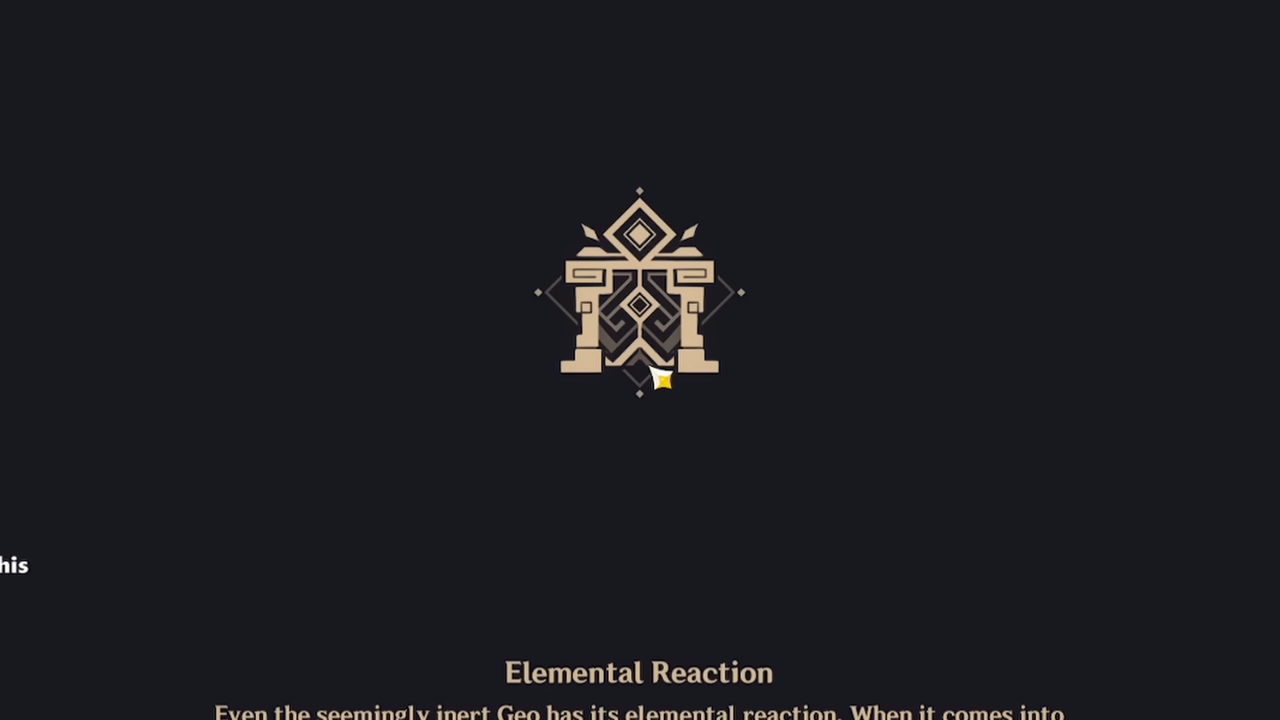 his
Elemental Reaction
Even the seemingly inert Geo has its elemental reaction. When it comes into